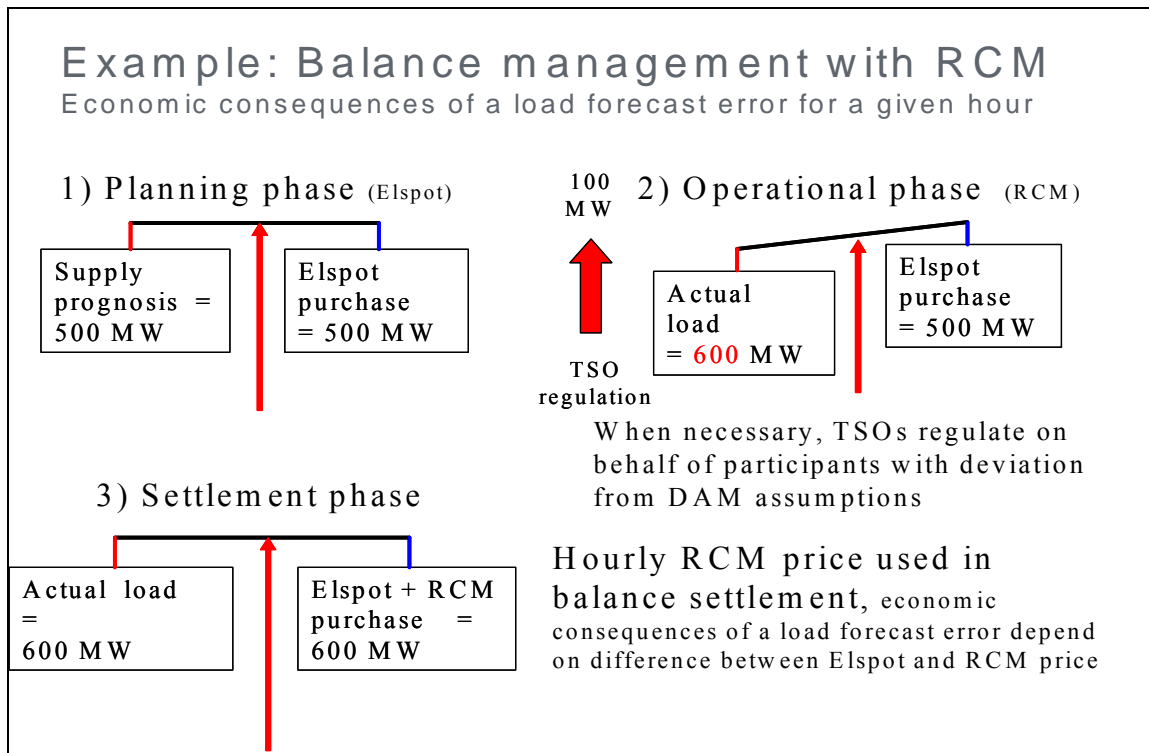 Example: Balance management with RCM
Economic consequences of a load forecast error for a given hour
1) Planning phase (Elspot)
Supply
prognosis =
500 MW
Elspot
purchase
= 500 MW
100
MW
TSO
regulation
2) Operational phase (RCM)
Actual
load
= 600 MW
Elspot
purchase
= 500 MW
When necessary, TSOs regulate on
behalf of participants with deviation
from DAM assumptions
3) Settlement phase
Actual load
=
600 MW
Elspot + RCM
purchase =
600 MW
Hourly RCM price used in
balance settlement, economic
consequences of a load forecast error depend
on difference between Elspot and RCM price